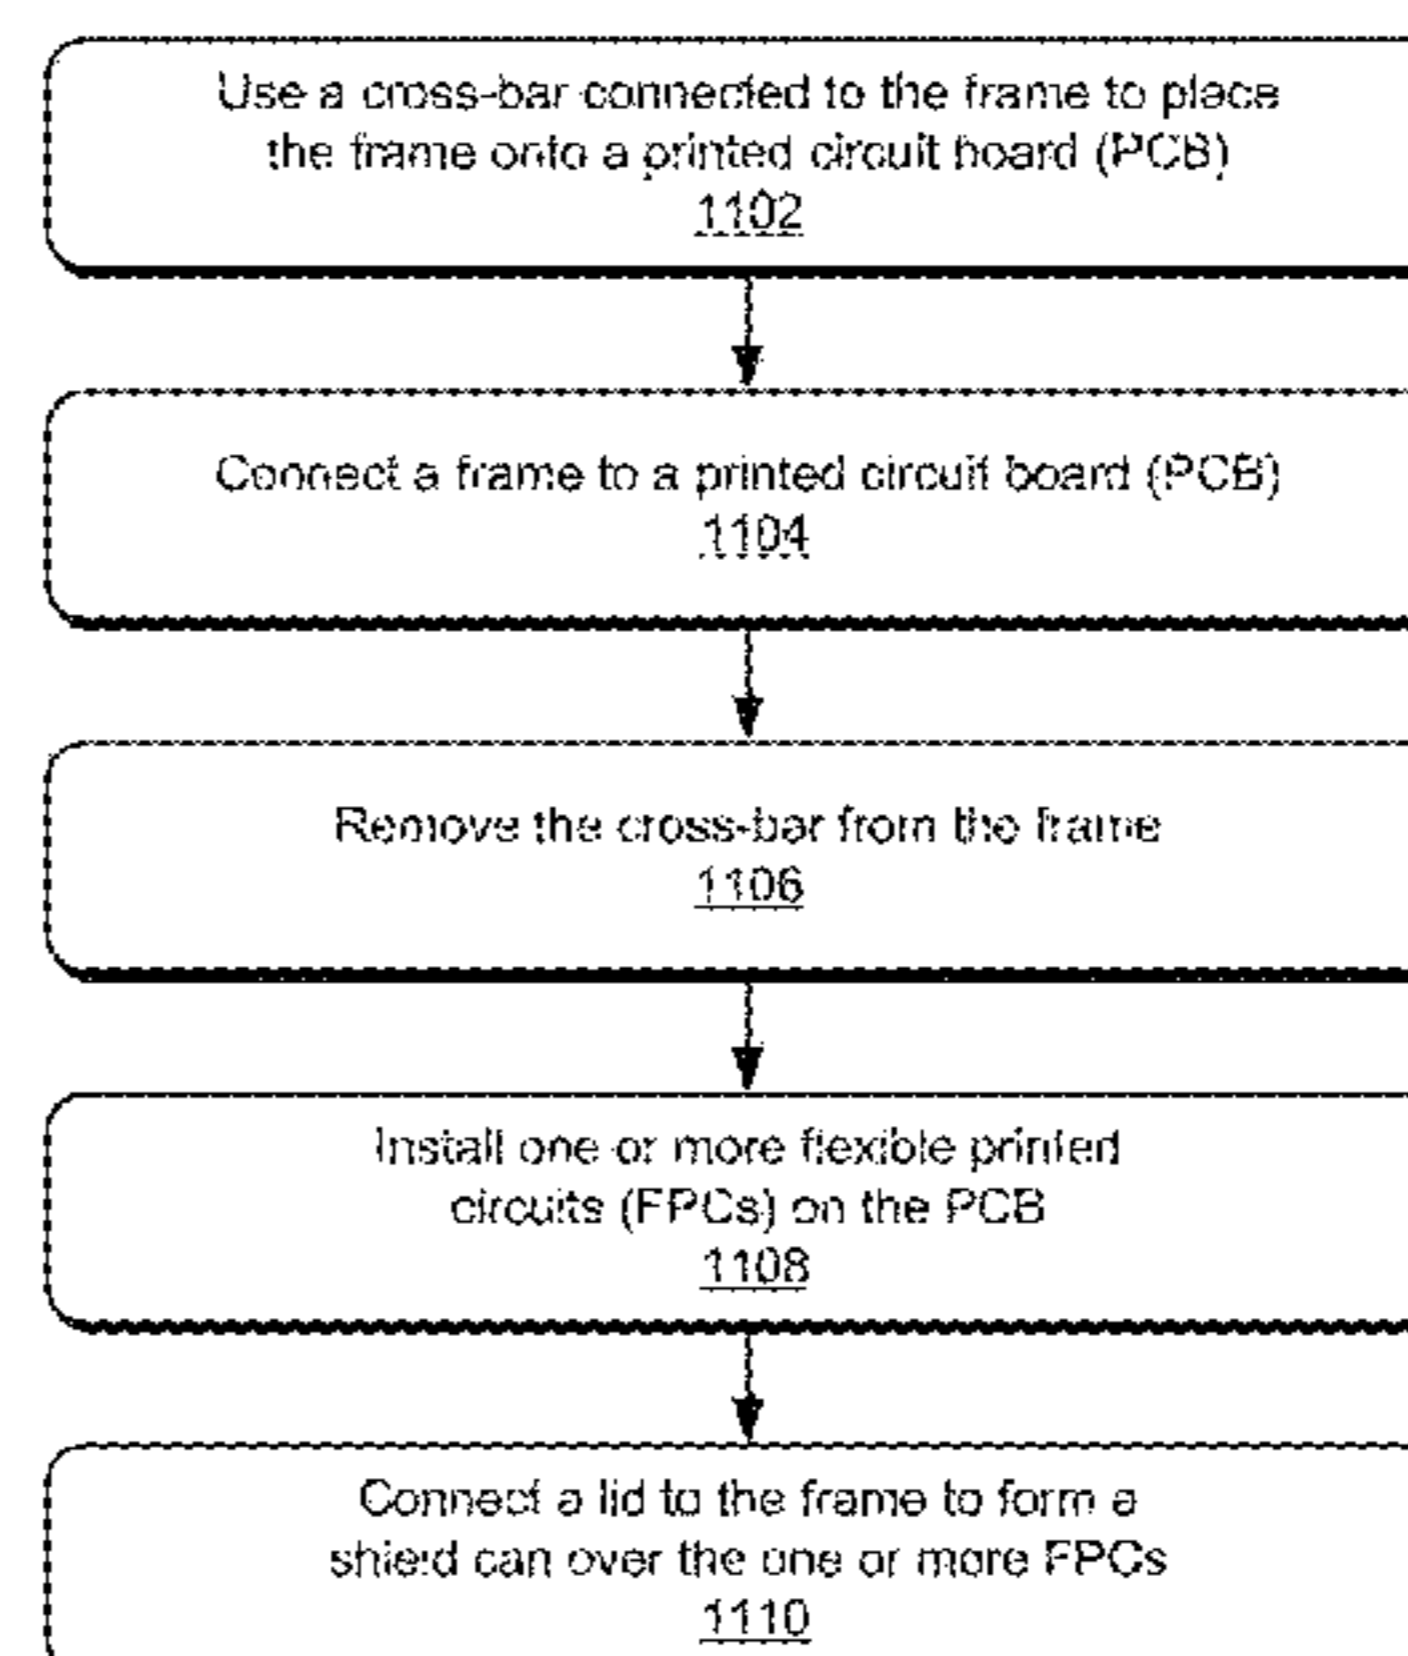 Use a cross-bar connected to the frame to place
the frame onto a printed circuit board (PCB)
1102
Connect a frame to a printed circuit board (PCB)
1104
Remove the cross-bar from the frame
1106
Install one or more flexible printed
circuits (FPCs) on the PCB
1108
Connect a lid to the frame to form a
shield can over the one or more FPCs
1110